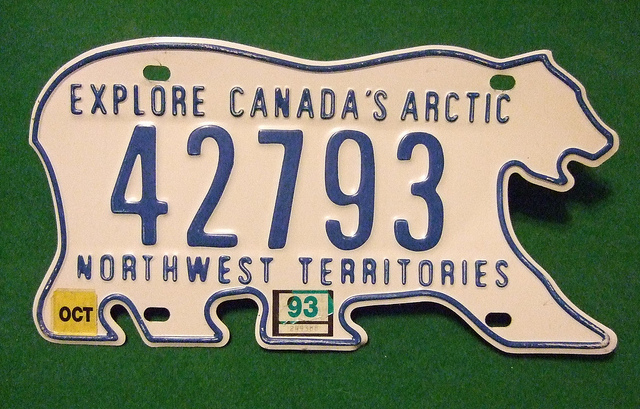 EXPLORE CANADA'S ARCTIC
42793
NORTHWEST TERRITORIES
OCT
93